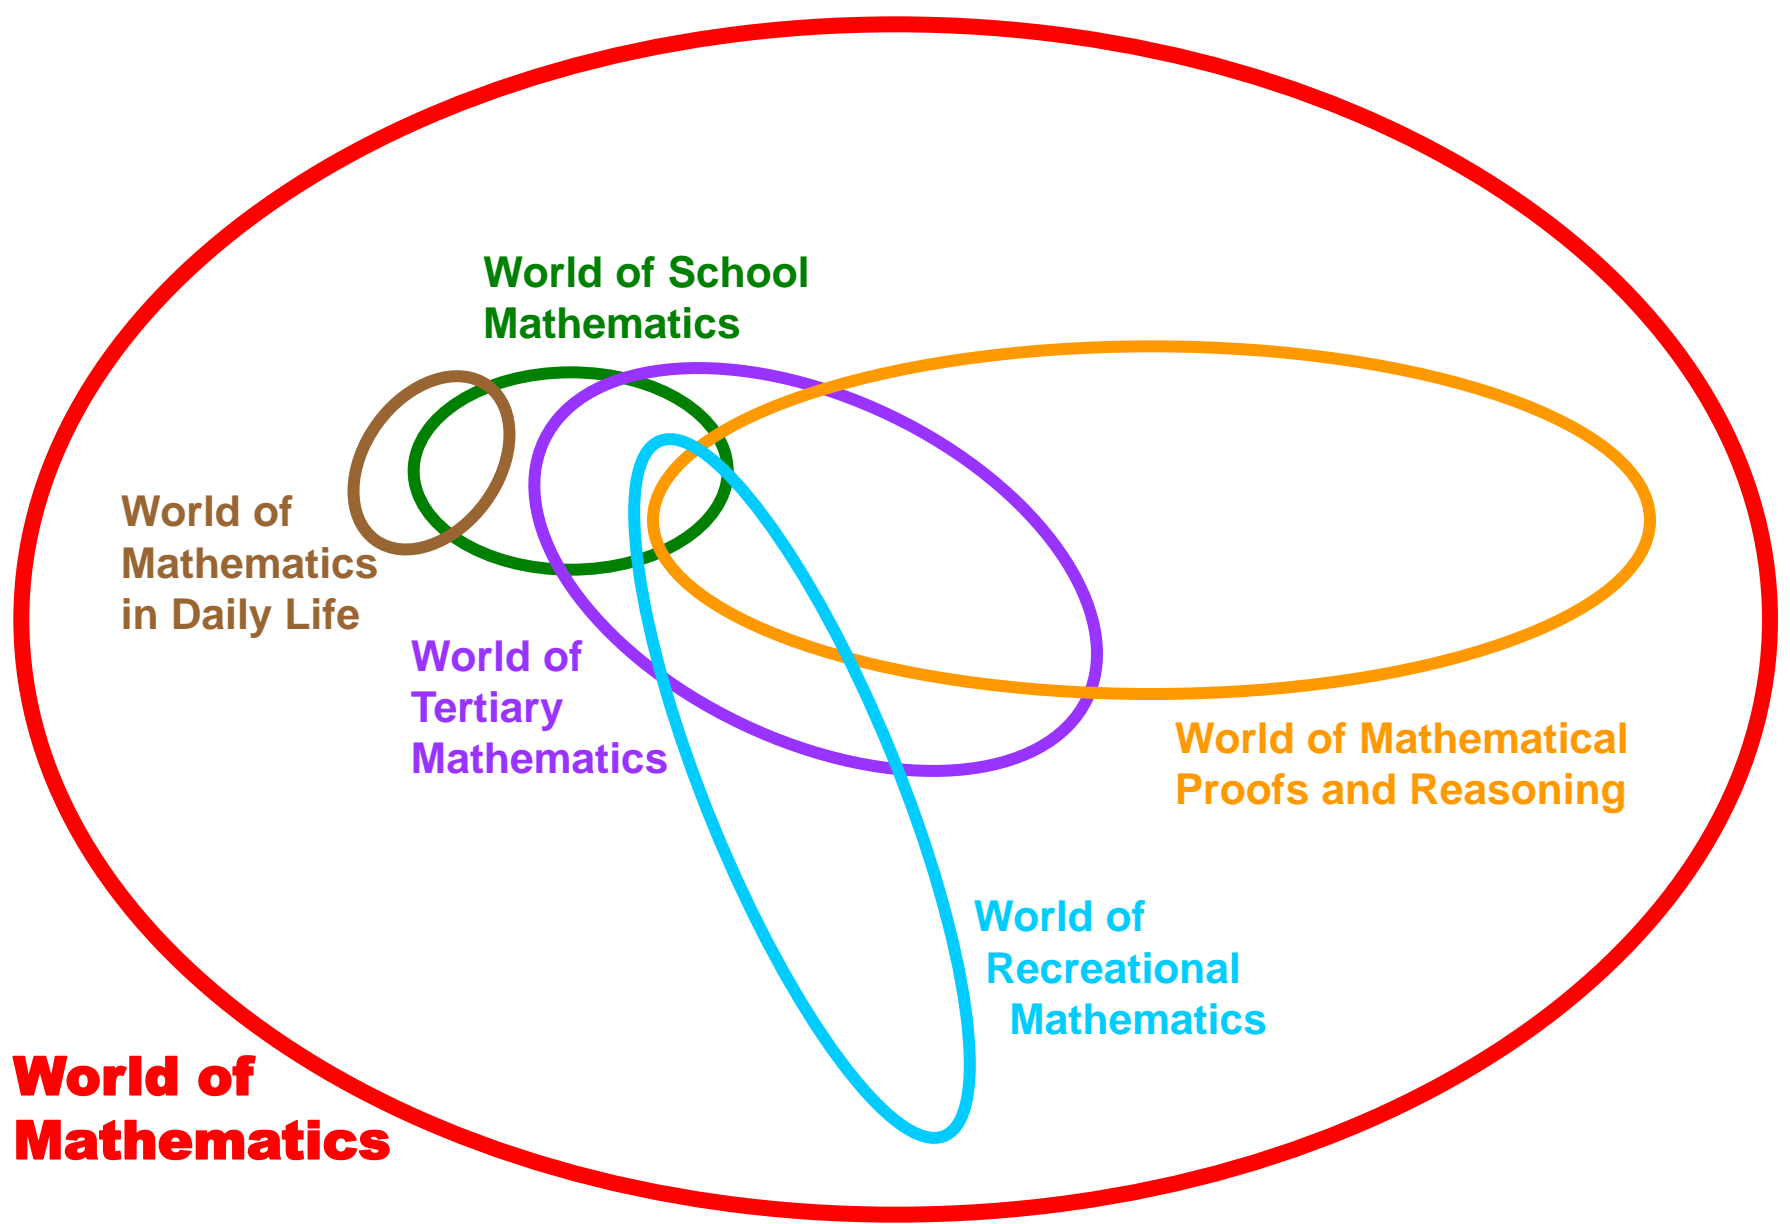 World of School
Mathematics
World of
Mathematics
in Daily Life
World of
Tertiary
Mathematics
World of Mathematical
Proofs and Reasoning
World of
Recreational
Mathematics
World of
Mathematics